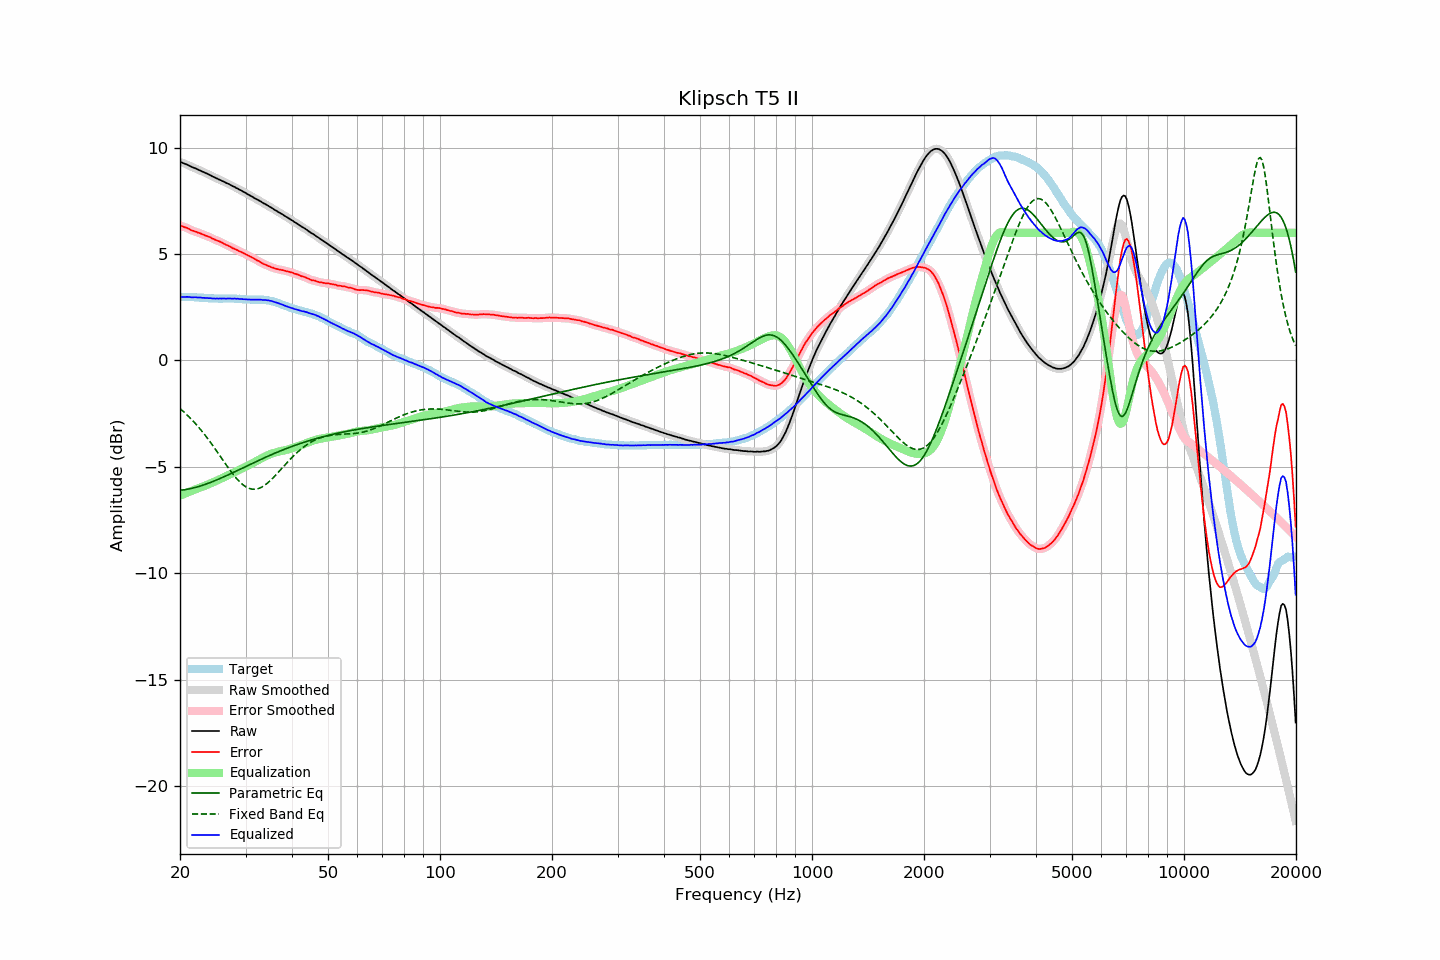 Klipsch T5 II
Amplitude (dBr)
10
5
0
−5
−10
−15
−20
Target
Raw Smoothed
Error Smoothed
Raw
Error
Equalization
Parametric Eq
Fixed Band Eq
Equalized
20
50
100
200
500
1000
2000
5000
10000
20000
Frequency (Hz)